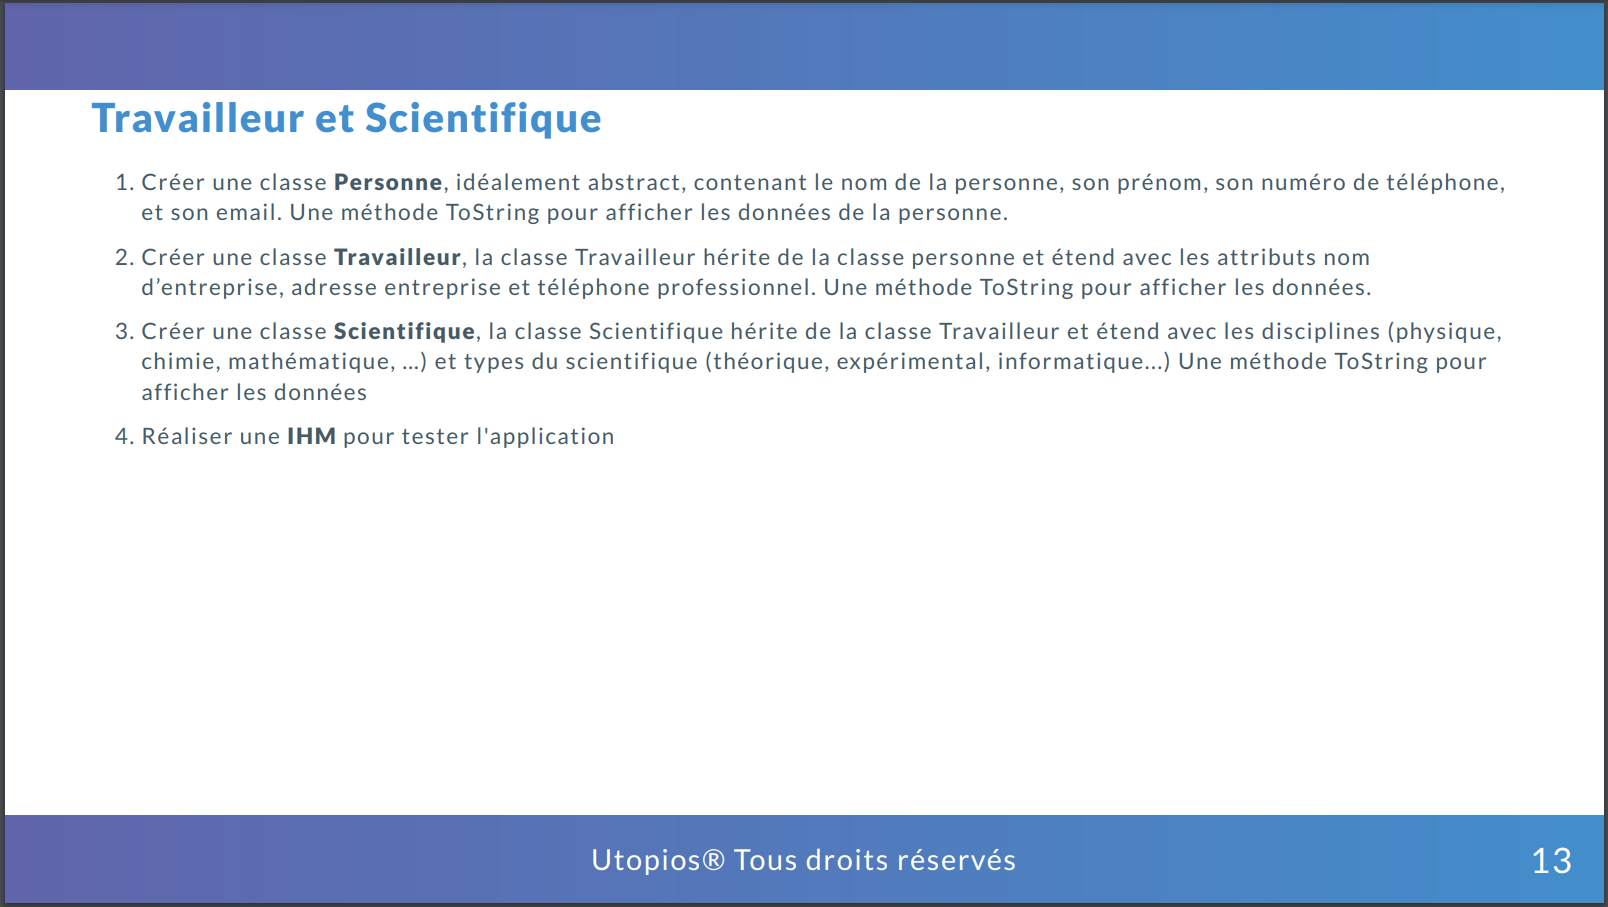 Travailleur et Scientifique
1. Créer une classe Personne, idéalement abstract, contenant le nom de la personne, son prénom, son numéro de téléphone,
et son email. Une méthode ToString pour afficher les données de la personne.
2. Créer une classe Travailleur, la classe Travailleur hérite de la classe personne et étend avec les attributs nom
d’entreprise, adresse entreprise et téléphone professionnel. Une méthode ToString pour afficher les données.
3. Créer une classe Scientifique, la classe Scientifique hérite de la classe Travailleur et étend avec les disciplines (physique,
chimie, mathématique, ...) et types du scientifique (théorique, expérimental, informatique...) Une méthode ToString pour
afficher les données
4. Réaliser une IHM pour tester l'application
Utopios® Tous droits réservés
13